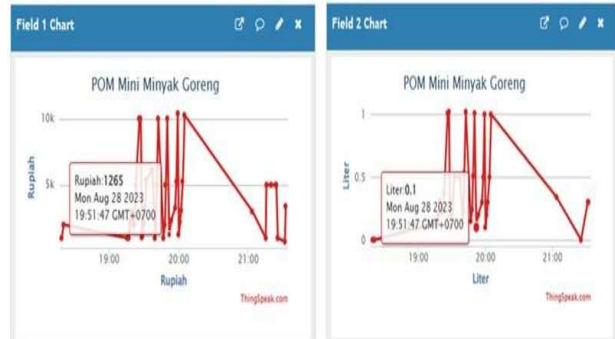 Field 1 Chart
POM Mini Minyak Goreng
10k
5k
Rupiah
Rupiah:1265
Mon Aug 28 2023
19:51:47 GMT+0700
19:00
20:00
21:00
Rupiah
ThingSpeak.com
Field 2 Chart
POM Mini Minyak Goreng
1
0.5
0
Liter
Liter:0.1
Mon Aug 28 2023
19:51:47 GMT+0700
19:00
20:00
21:00
Liter
ThingSpeak.com